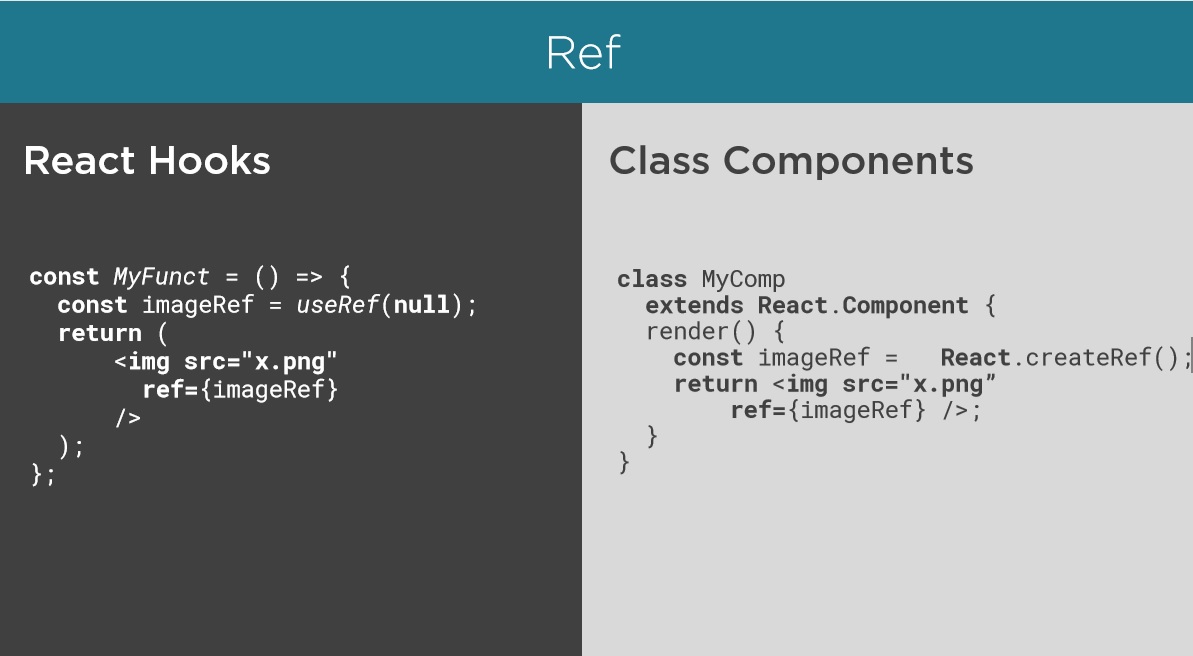 Ref
React Hooks
const MyFunct = () => {
const imageRef = useRef(null);
return (
<img src="x.png"
ref={imageRef}
/>
);
};
Class Components
class MyComp
extends React.Component {
render() {
const imageRef = React.createRef();
return <img src="x.png”
ref={imageRef} />;
}
}